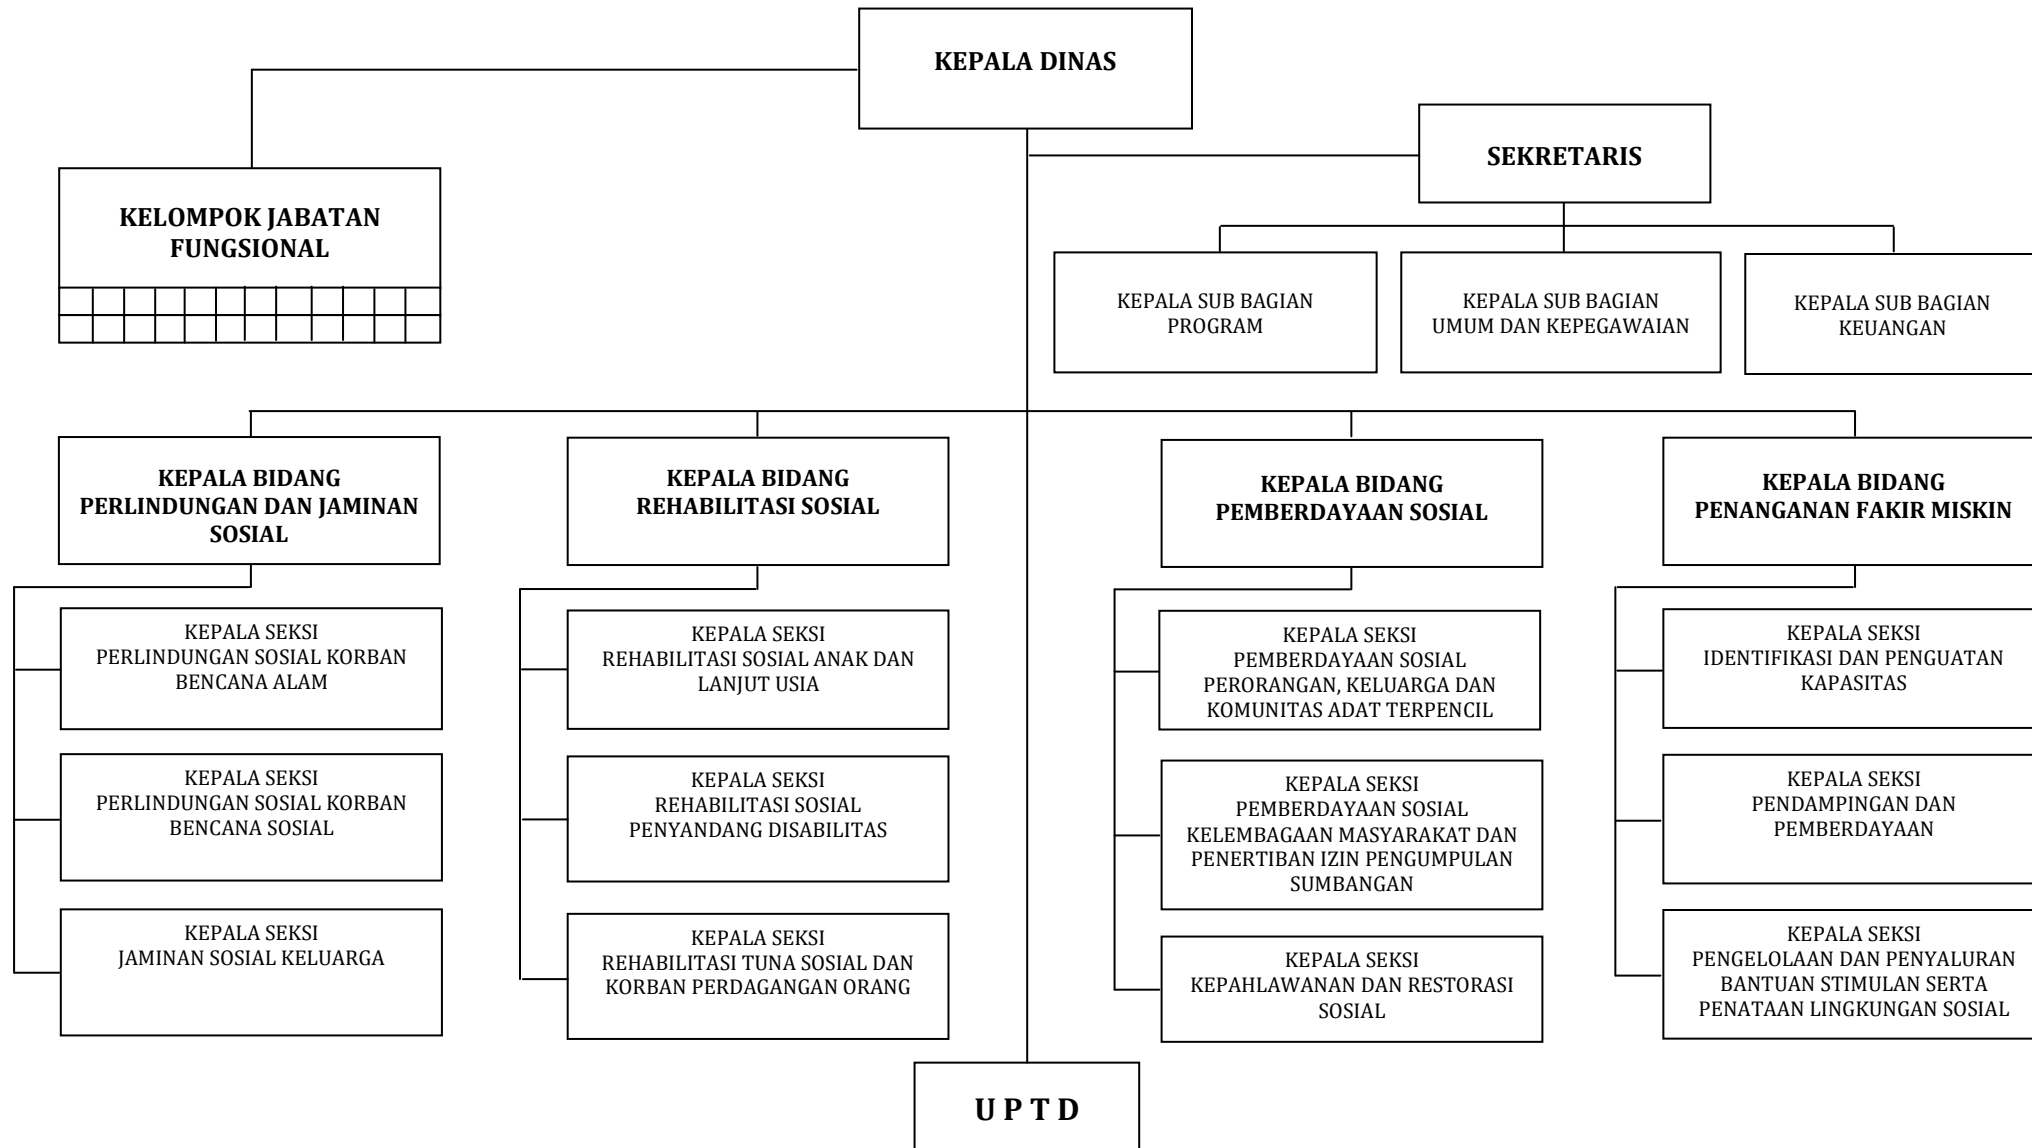 KEPALA DINAS
SEKRETARIS
KELOMPOK JABATAN
FUNGSIONAL
KEPALA SUB BAGIAN
PROGRAM
KEPALA SUB BAGIAN
UMUM DAN KEPEGAWAIAN
KEPALA SUB BAGIAN
KEUANGAN
KEPALA BIDANG
PERLINDUNGAN DAN JAMINAN
SOSIAL
KEPALA BIDANG
REHABILITASI SOSIAL
KEPALA BIDANG
PEMBERDAYAAN SOSIAL
KEPALA BIDANG
PENANGANAN FAKIR MISKIN
KEPALA SEKSI
PERLINDUNGAN SOSIAL KORBAN
BENCANA ALAM
KEPALA SEKSI
REHABILITASI SOSIAL ANAK DAN
LANJUT USIA
KEPALA SEKSI
PEMBERDAYAAN SOSIAL
PERORANGAN, KELUARGA DAN
KOMUNITAS ADAT TERPENCIL
KEPALA SEKSI
IDENTIFIKASI DAN PENGUATAN
KAPASITAS
KEPALA SEKSI
PERLINDUNGAN SOSIAL KORBAN
BENCANA SOSIAL
KEPALA SEKSI
REHABILITASI SOSIAL
PENYANDANG DISABILITAS
KEPALA SEKSI
PEMBERDAYAAN SOSIAL
KELEMBAGAAN MASYARAKAT DAN
PENERTIBAN IZIN PENGUMPULAN
SUMBANGAN
KEPALA SEKSI
PENDAMPINGAN DAN
PEMBERDAYAAN
KEPALA SEKSI
JAMINAN SOSIAL KELUARGA
KEPALA SEKSI
REHABILITASI TUNA SOSIAL DAN
KORBAN PERDAGANGAN ORANG
KEPALA SEKSI
KEPAHLAWANAN DAN RESTORASI
SOSIAL
KEPALA SEKSI
PENGELOLAAN DAN PENYALURAN
BANTUAN STIMULAN SERTA
PENATAAN LINGKUNGAN SOSIAL
U P T D